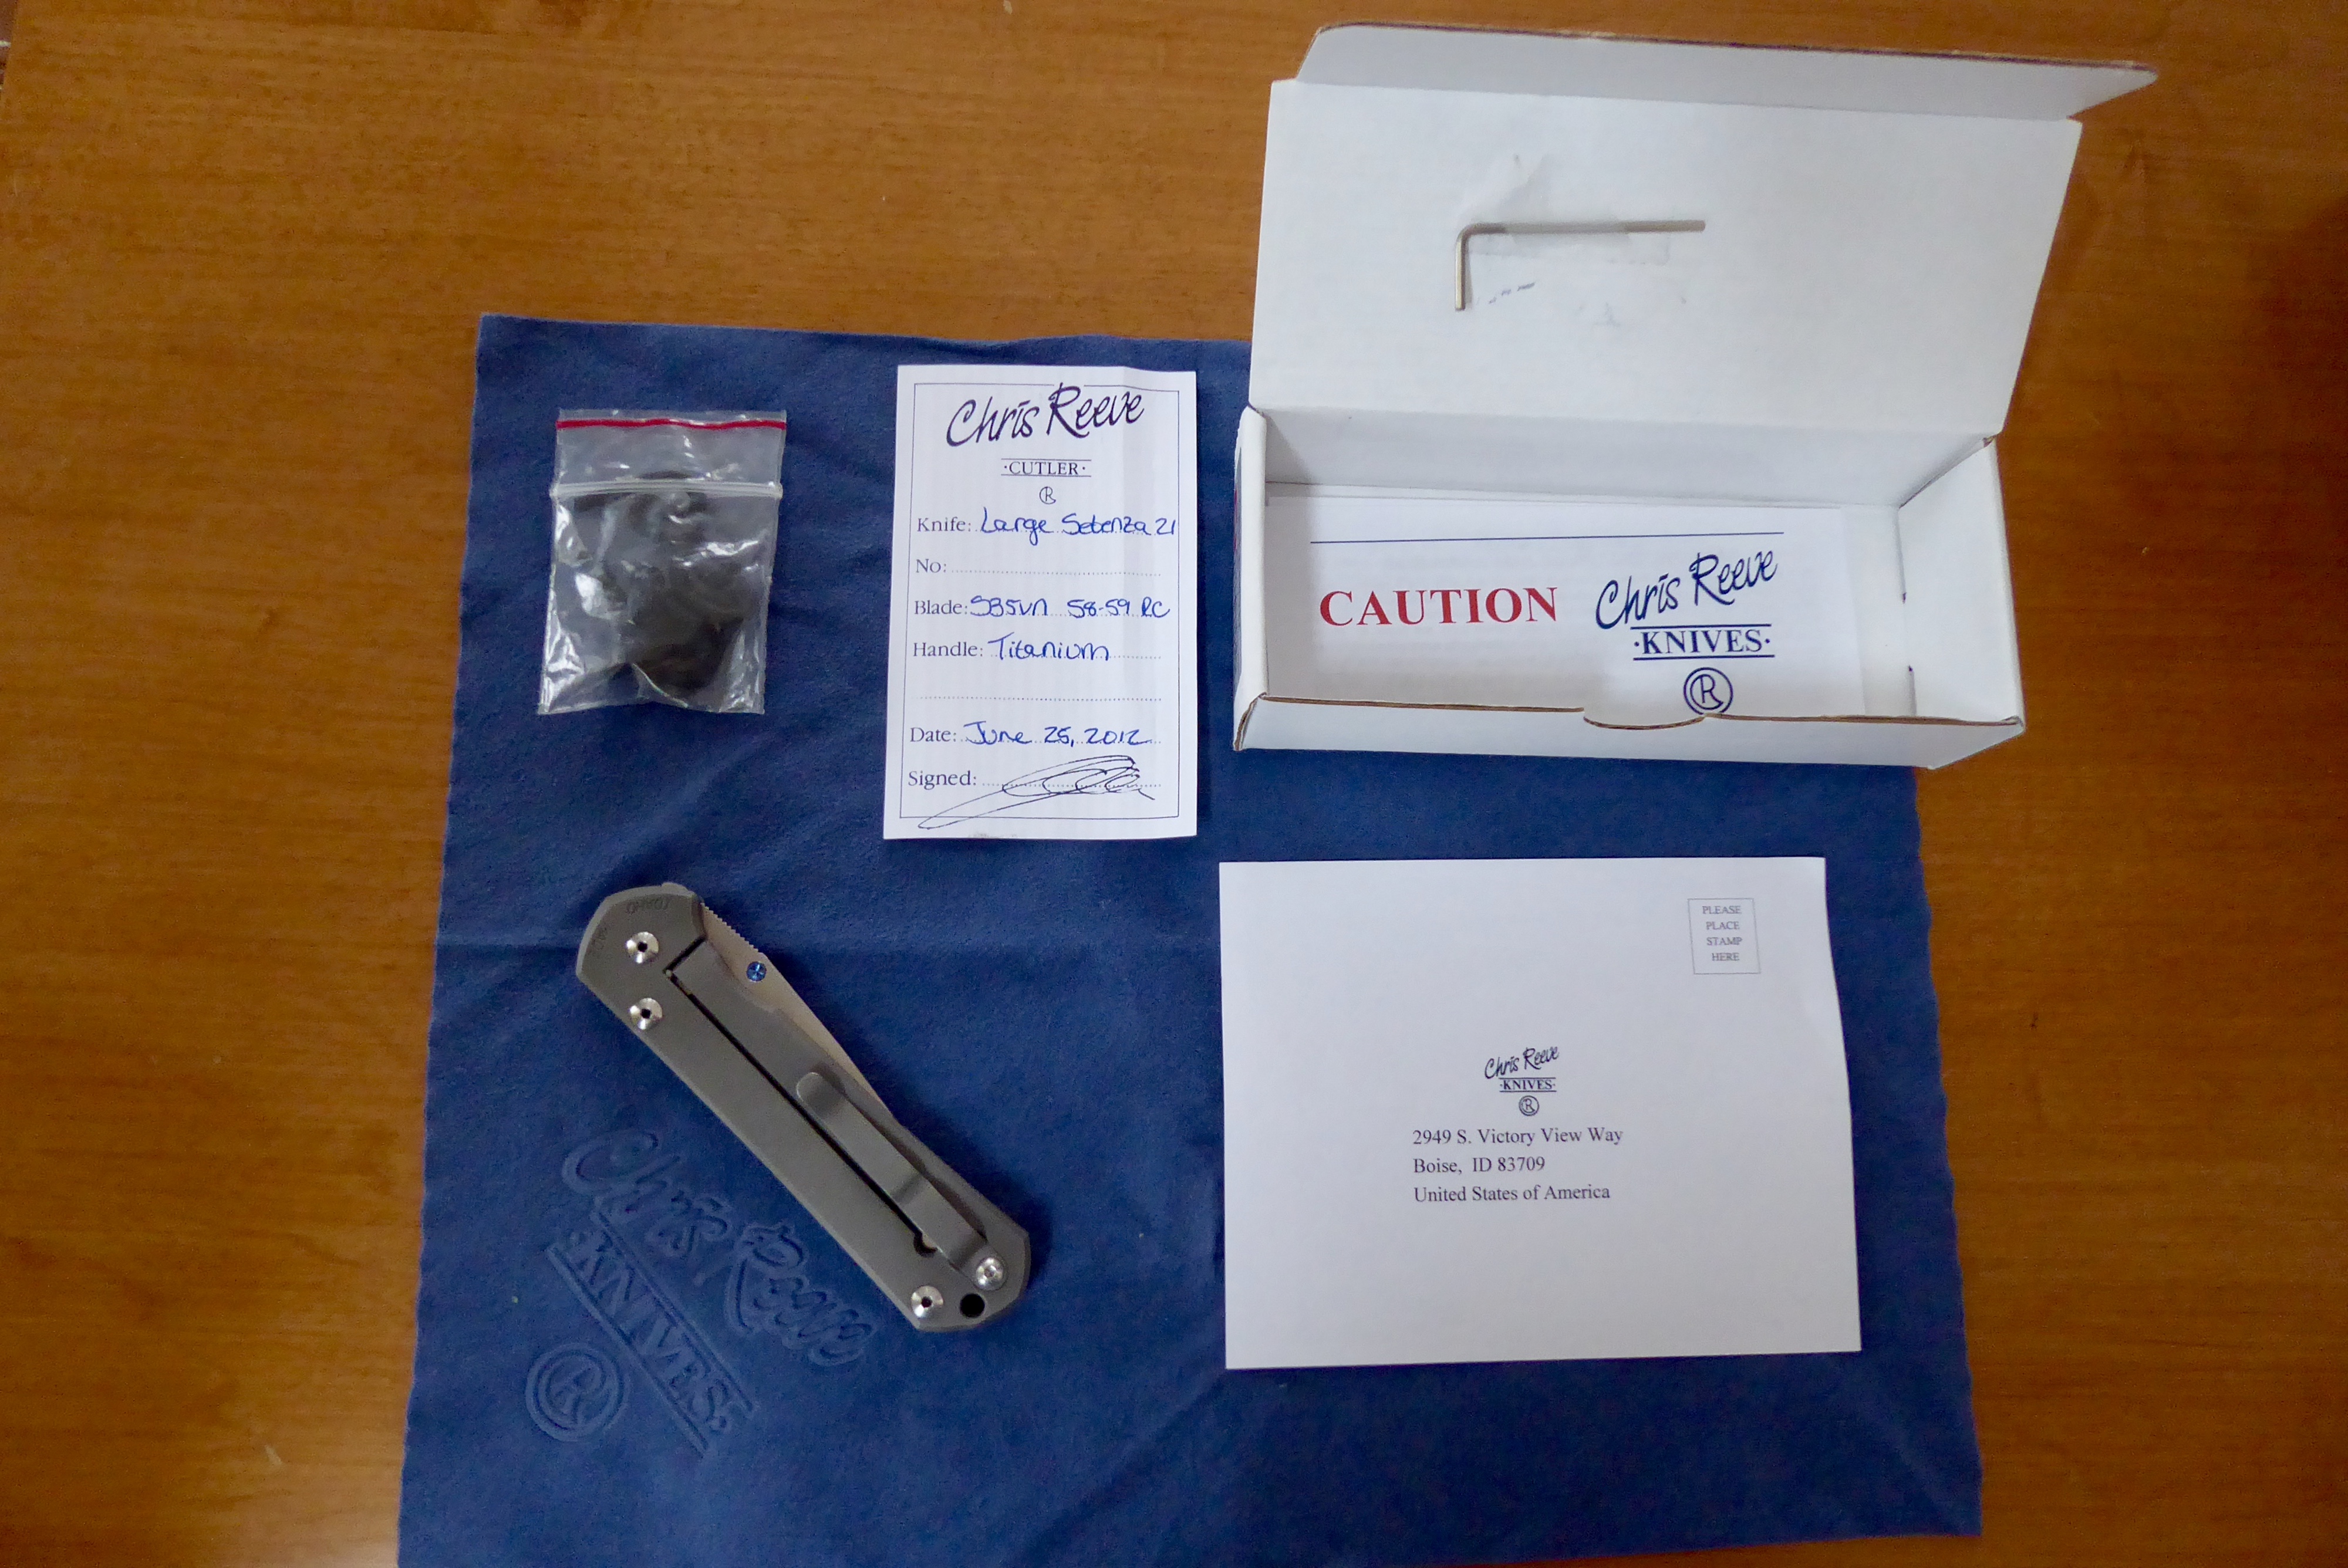 Chris Reeve
·CUTLER·
R
Knife: Large Sebenza 21
No:
Blade: S35VN 58-59 RC
Handle: Titanium
Date: June 25, 2012
Signed:
CAUTION
Chris Reeve
·KNIVES·
R
PLEASE
PLACE
STAMP
HERE
Chris Reeve
·KNIVES·
R
2949 S. Victory View Way
Boise, ID 83709
United States of America
Chris Reeve
·KNIVES·
R